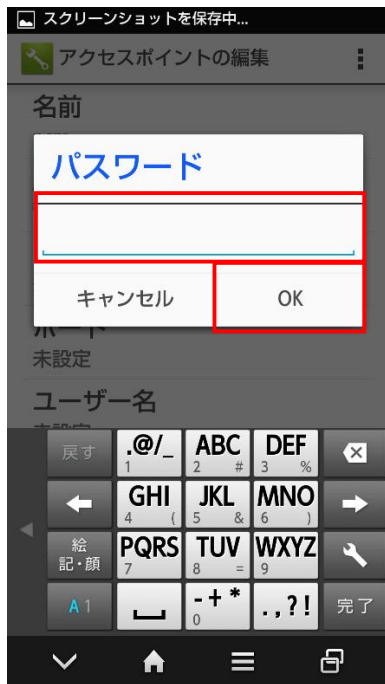 スクリーンショットを保存中...
アクセスポイントの編集
名前
パスワード
キャンセル
OK
ポート
未設定
ユーザー名
戻す
.@/_
1
ABC
2 #
DEF
3 %
GHI
4 (
JKL
5 &
MNO
6 )
絵
記・顔
PQRS
7
TUV
8 =
WXYZ
9
A1
- + *
0
. , ? !
完了